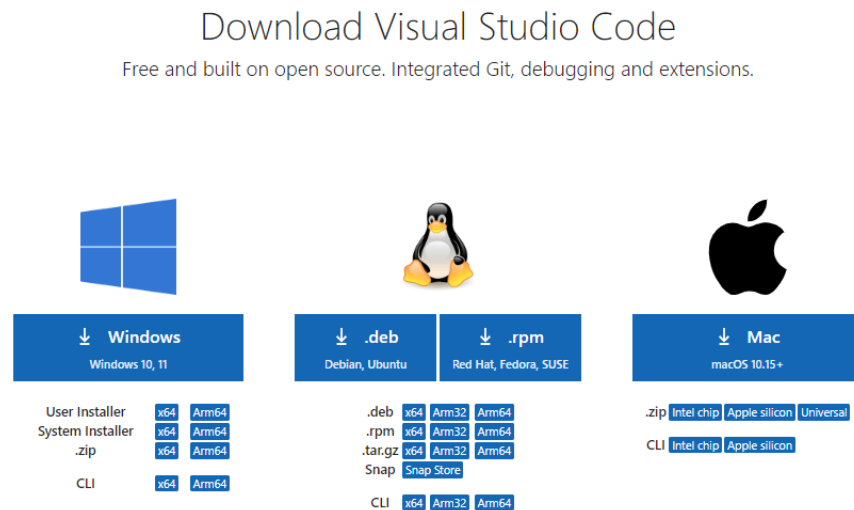 Download Visual Studio Code
Free and built on open source. Integrated Git, debugging and extensions.
Windows
Windows 10, 11
User Installer x64 Arm64
System Installer x64 Arm64
.zip x64 Arm64
CLI x64 Arm64
.deb
Debian, Ubuntu
.rpm
Red Hat, Fedora, SUSE
.deb x64 Arm32 Arm64
.rpm x64 Arm32 Arm64
.tar.gz x64 Arm32 Arm64
Snap Snap Store
CLI x64 Arm32 Arm64
Mac
macOS 10.15+
.zip Intel chip Apple silicon Universal
CLI Intel chip Apple silicon